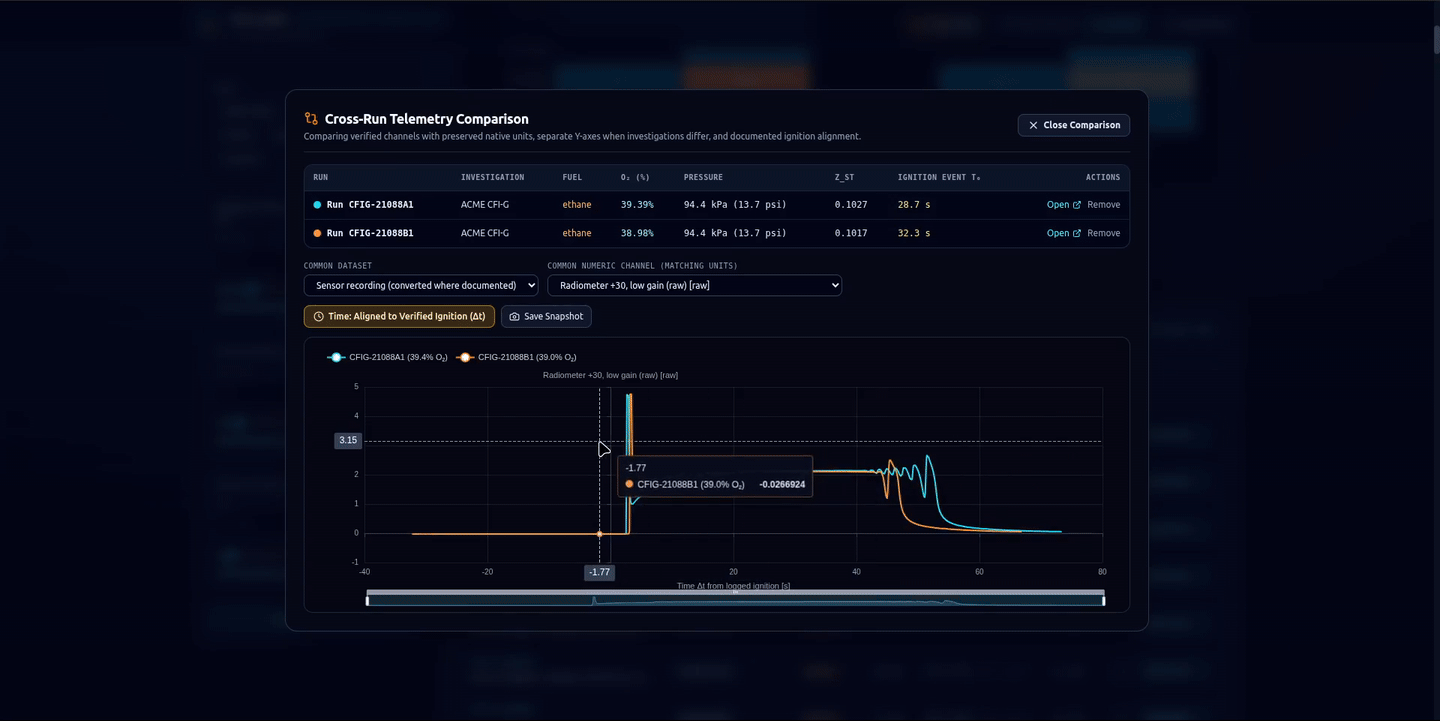 Cross-Run Telemetry Comparison
Comparing verified channels with preserved native units, separate Y-axes when investigations differ, and documented ignition alignment.
Close Comparison
RUN INVESTIGATION FUEL O₂ (%) PRESSURE Z_ST IGNITION EVENT T₀ ACTIONS
Run CFIG-21088A1 ACME CFI-G ethane 39.39% 94.4 kPa (13.7 psi) 0.1027 28.7 s Open Remove
Run CFIG-21088B1 ACME CFI-G ethane 38.98% 94.4 kPa (13.7 psi) 0.1017 32.3 s Open Remove
COMMON DATASET COMMON NUMERIC CHANNEL (MATCHING UNITS)
Sensor recording (converted where documented) Radiometer +30, low gain (raw) [raw]
Time: Aligned to Verified Ignition (Δt) Save Snapshot
CFIG-21088A1 (39.4% O₂) CFIG-21088B1 (39.0% O₂)
Radiometer +30, low gain (raw) [raw]
5
4
3.15
-1.77
2
CFIG-21088B1 (39.0% O₂) -0.0266924
1
0
-1
-40 -20 -1.77 20 40 60 80
Time Δt from logged ignition [s]